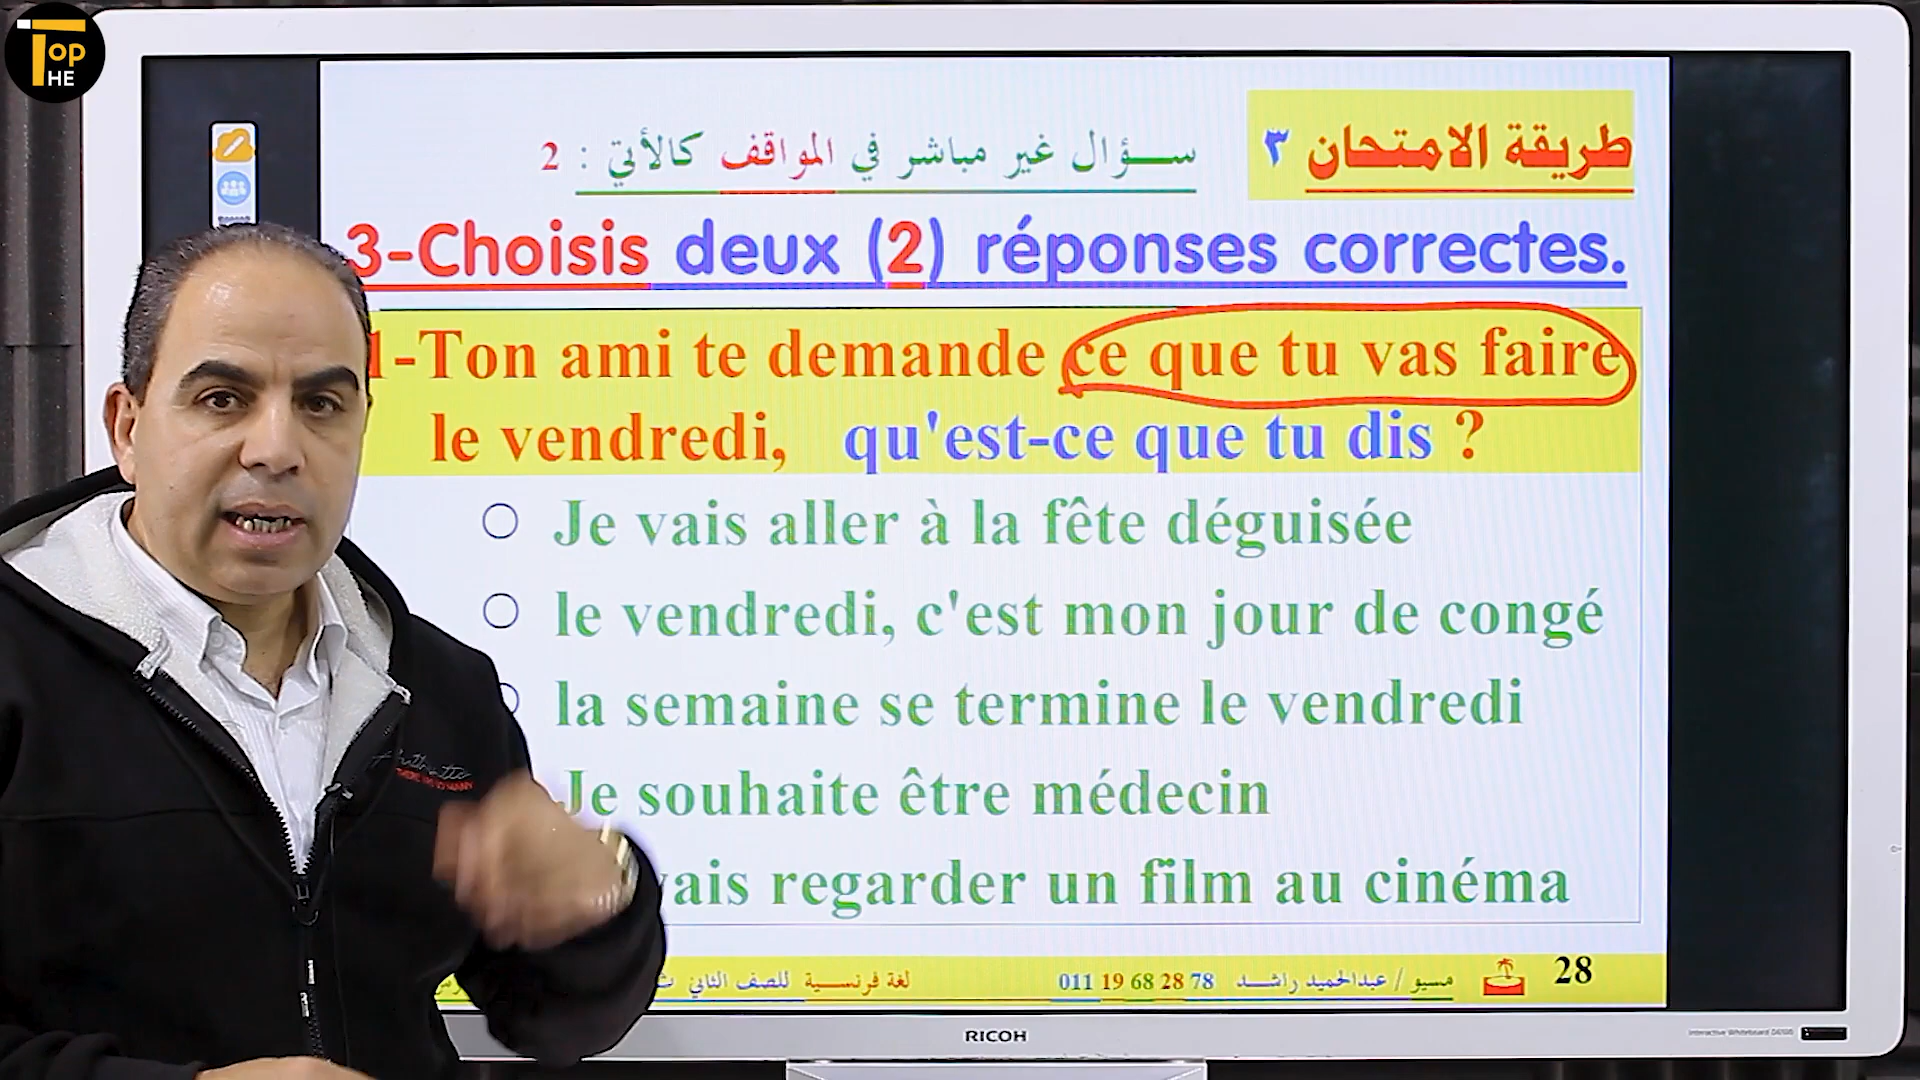 TOP
THE
طريقة الامتحان ٣
سؤال غير مباشر في المواقف كالأتي : 2
3-Choisis deux (2) réponses correctes.
1-Ton ami te demande ce que tu vas faire
le vendredi, qu'est-ce que tu dis ?
Je vais aller à la fête déguisée
le vendredi, c'est mon jour de congé
la semaine se termine le vendredi
Je souhaite être médecin
vais regarder un film au cinéma
28
مسيو / عبدالحميد راشد 011 19 68 28 78
لغة فرنسية للصف الثاني
RICOH